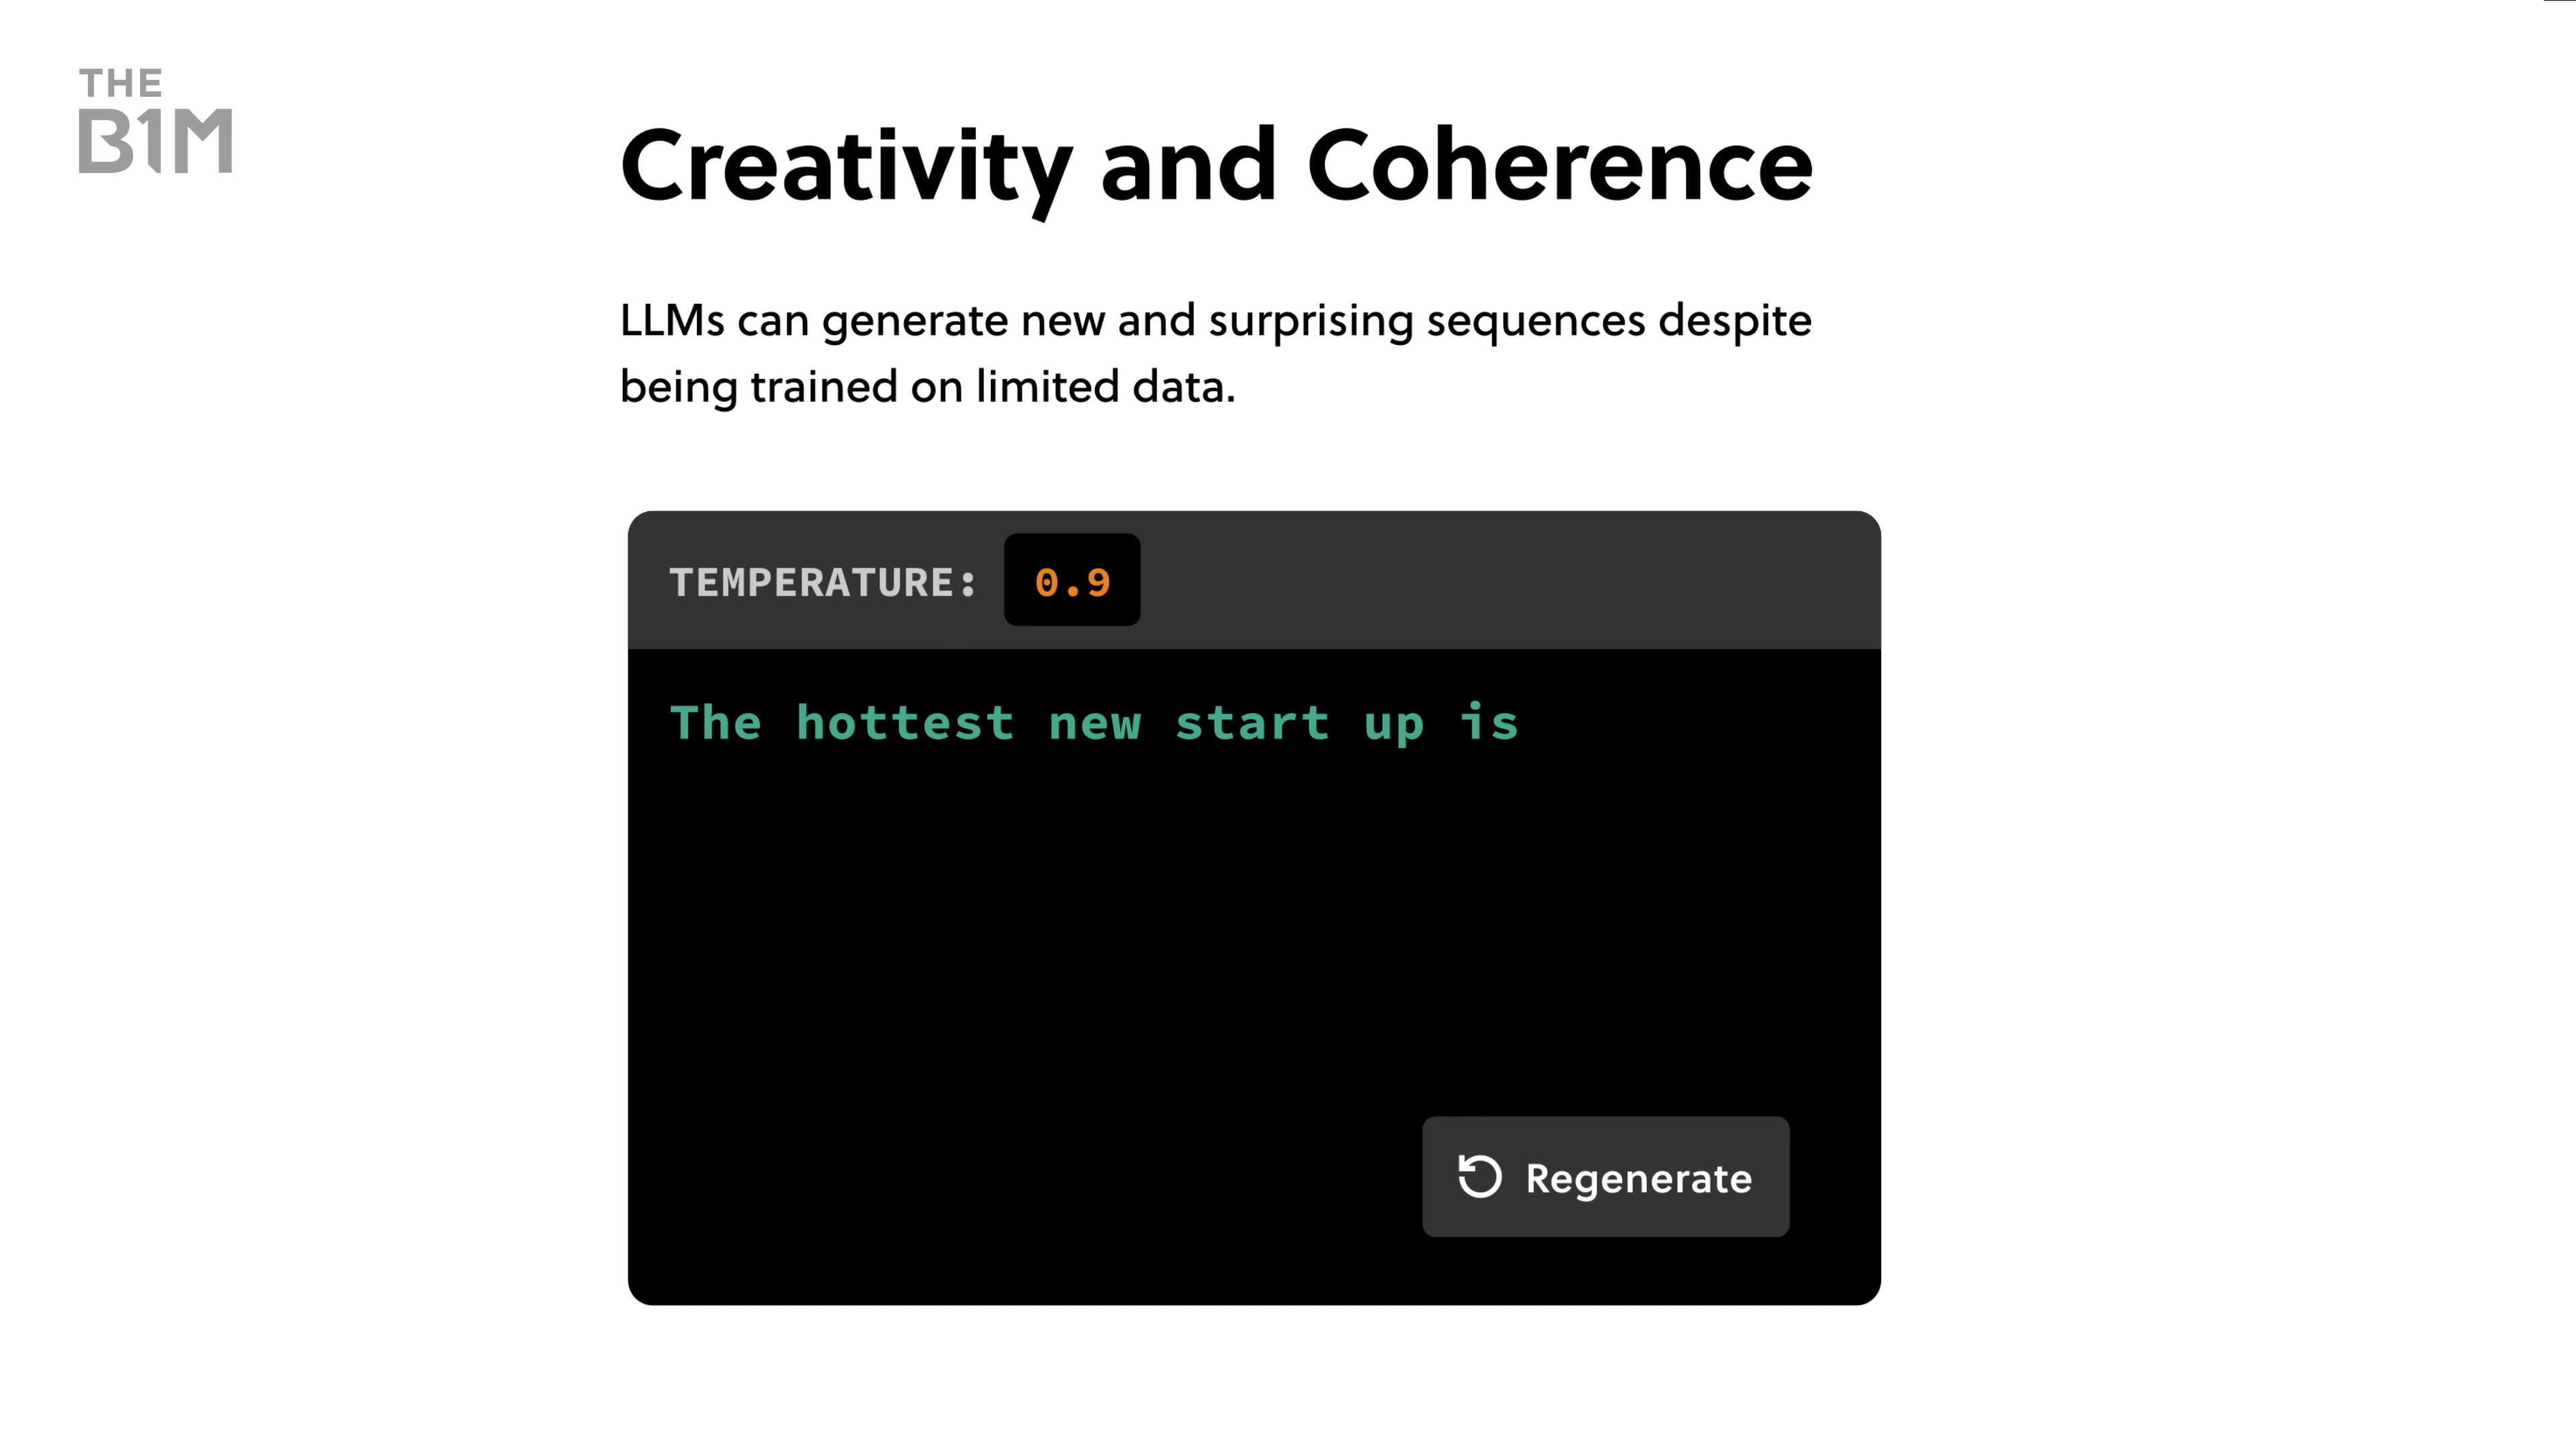 THE
B1M
Creativity and Coherence
LLMs can generate new and surprising sequences despite
being trained on limited data.
TEMPERATURE: 0.9
The hottest new start up is
Regenerate